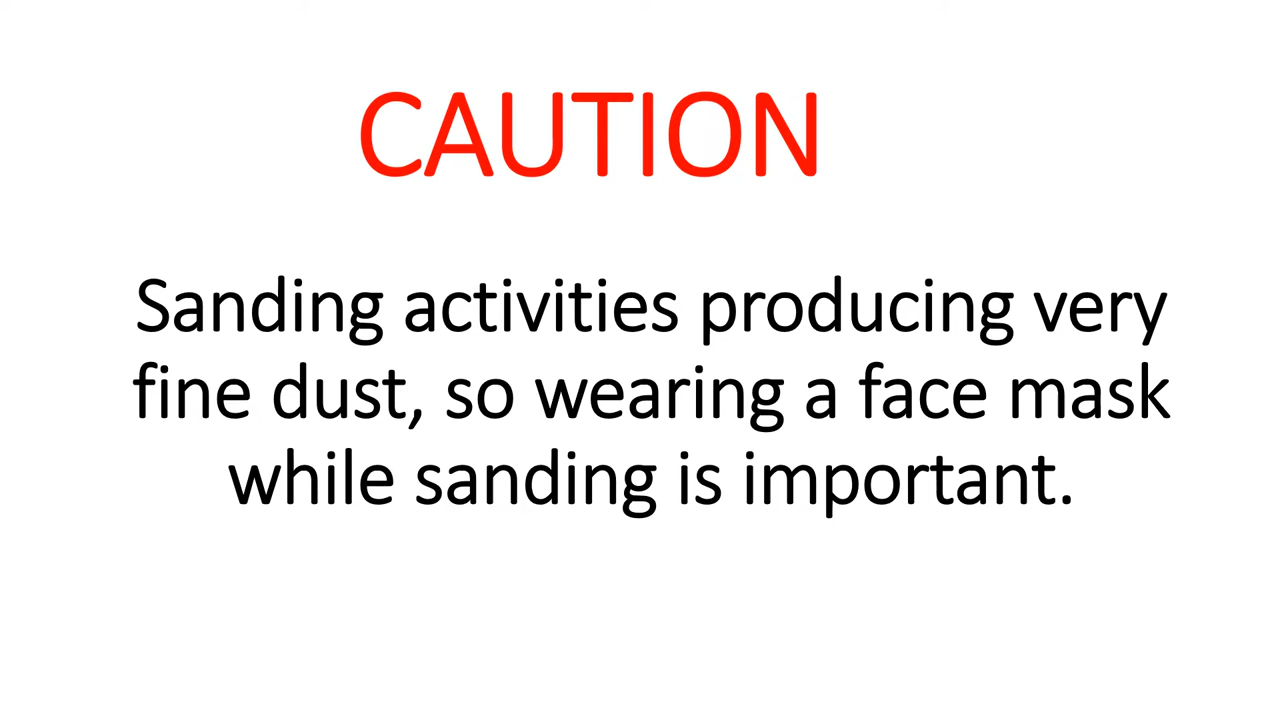 CAUTION
Sanding activities producing very
fine dust, so wearing a face mask
while sanding is important.